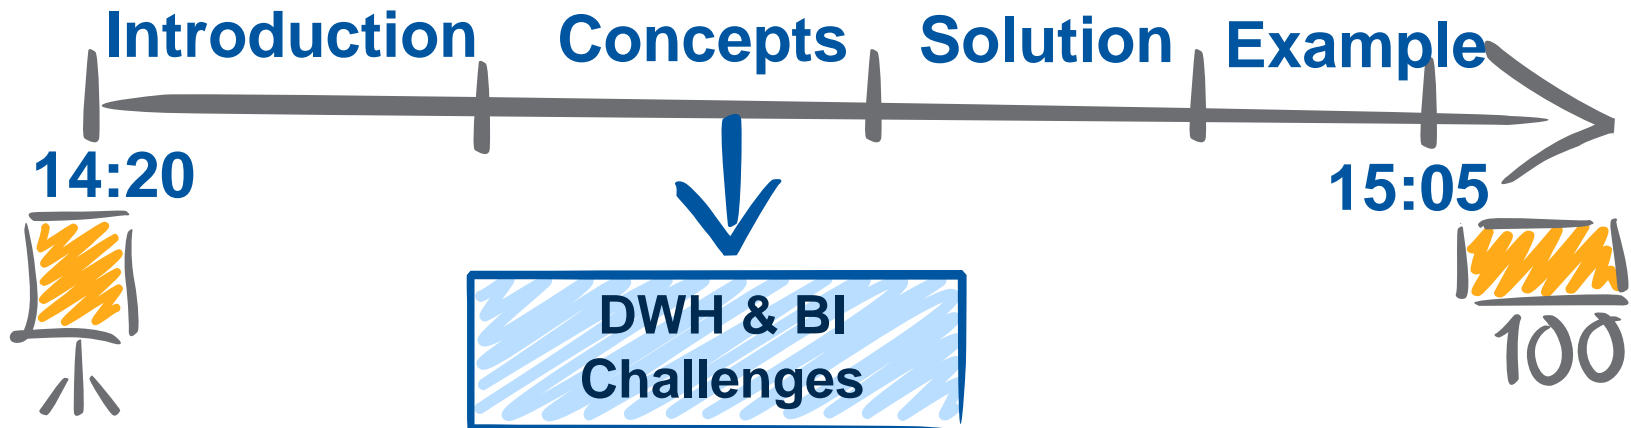 Introduction Concepts Solution Example
14:20 15:05
DWH & BI
Challenges
100